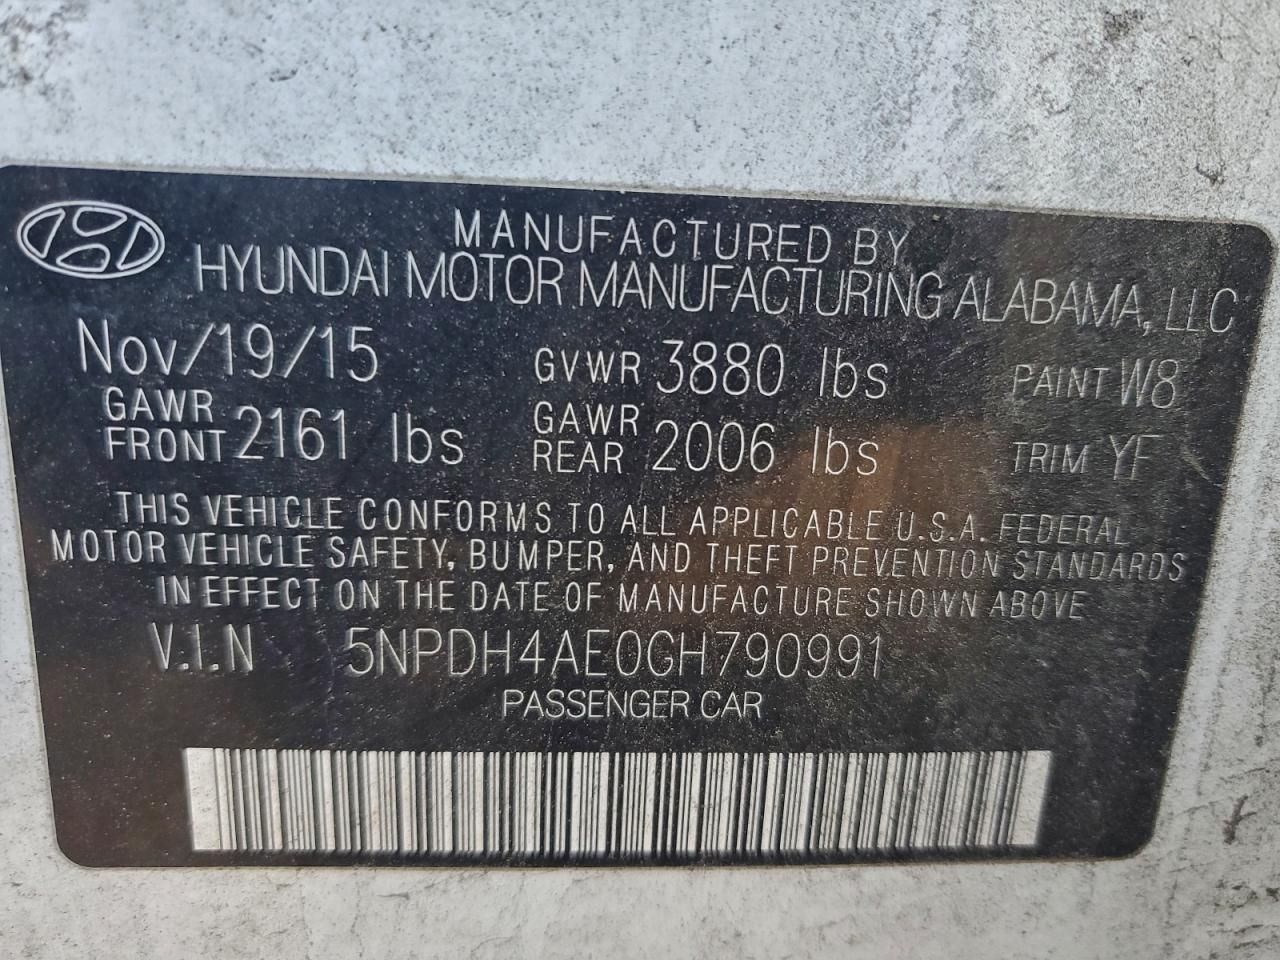 MANUFACTURED BY
HYUNDAI MOTOR MANUFACTURING ALABAMA, LLC
Nov/19/15 GVWR 3880 lbs PAINT W8
GAWR FRONT 2161 lbs GAWR REAR 2006 lbs TRIM YF
THIS VEHICLE CONFORMS TO ALL APPLICABLE U.S.A. FEDERAL
MOTOR VEHICLE SAFETY, BUMPER, AND THEFT PREVENTION STANDARDS
IN EFFECT ON THE DATE OF MANUFACTURE SHOWN ABOVE
V.I.N 5NPDH4AE0GH790991
PASSENGER CAR